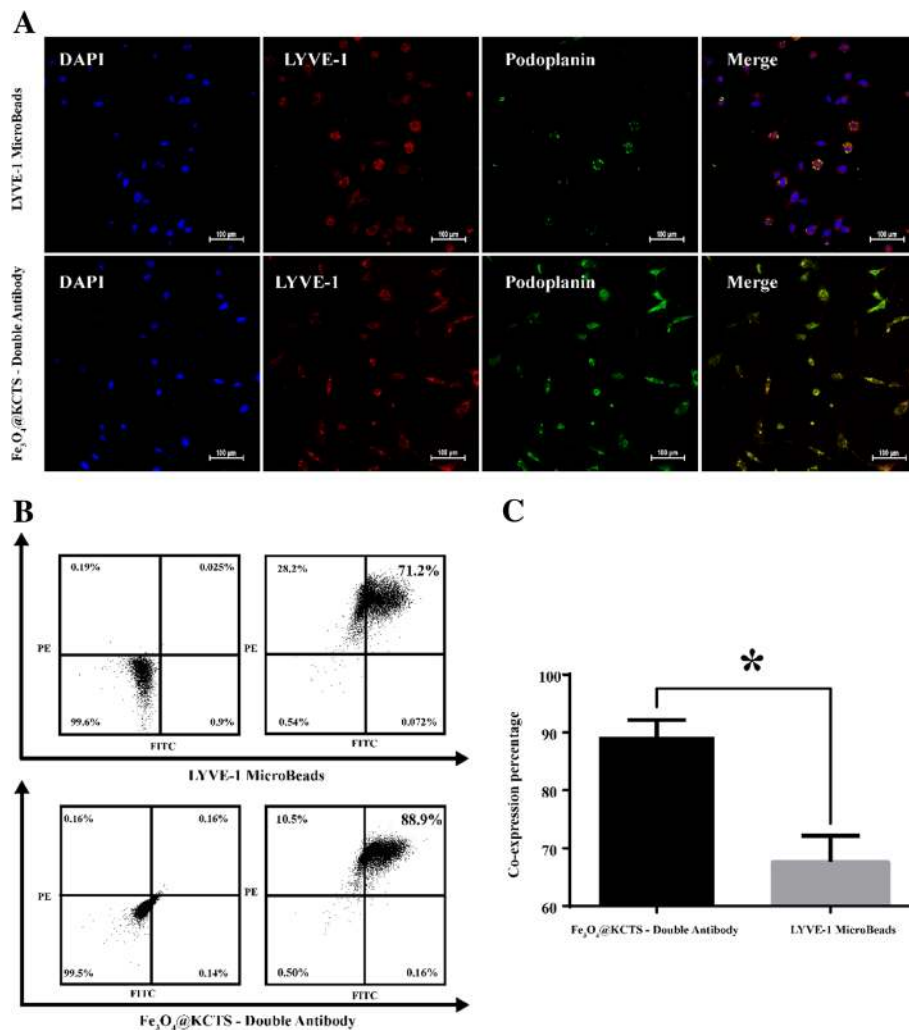 A
LYVE-1 MicroBeads
DAPI
LYVE-1
Podoplanin
Merge
100 µm
100 µm
100 µm
100 µm
Fe₃O₄@KCTS - Double Antibody
DAPI
LYVE-1
Podoplanin
Merge
100 µm
100 µm
100 µm
100 µm
B
0.19%
0.025%
PE
99.6%
0.9%
FITC
28.2%
71.2%
PE
0.54%
0.072%
FITC
LYVE-1 MicroBeads
0.16%
0.16%
PE
99.5%
0.14%
FITC
10.5%
88.9%
PE
0.50%
0.16%
FITC
Fe₃O₄@KCTS - Double Antibody
C
Co-expression percentage
100
90
80
70
60
*
Fe₃O₄@KCTS - Double Antibody
LYVE-1 MicroBeads